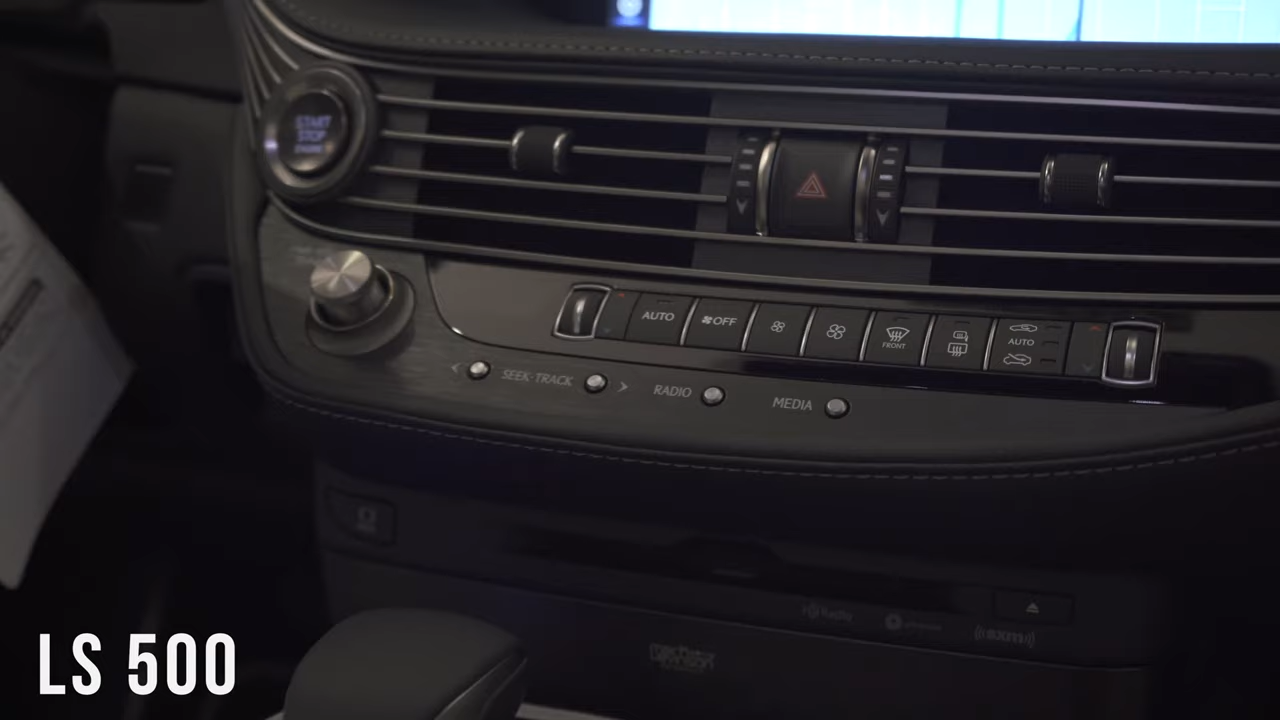 START
STOP
ENGINE
AUTO
OFF
FRONT
AUTO
< SEEK·TRACK >
RADIO
MEDIA
LS 500